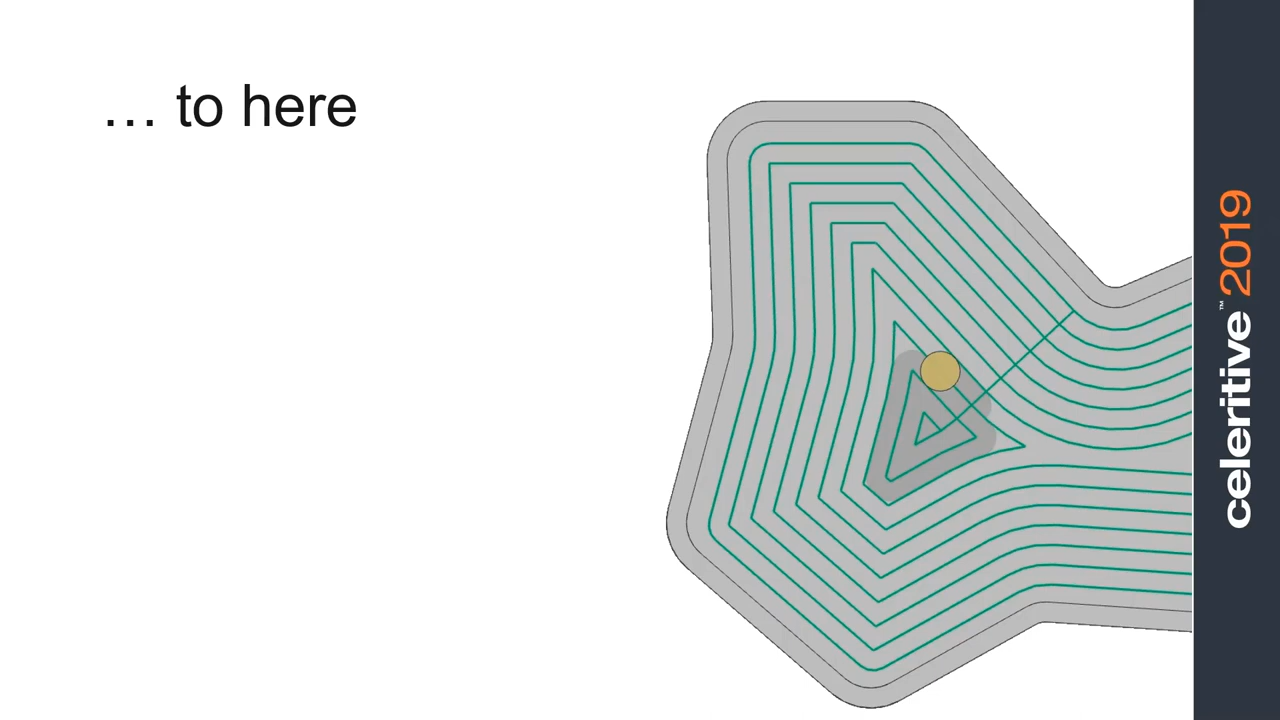 … to here
celeritive™ 2019